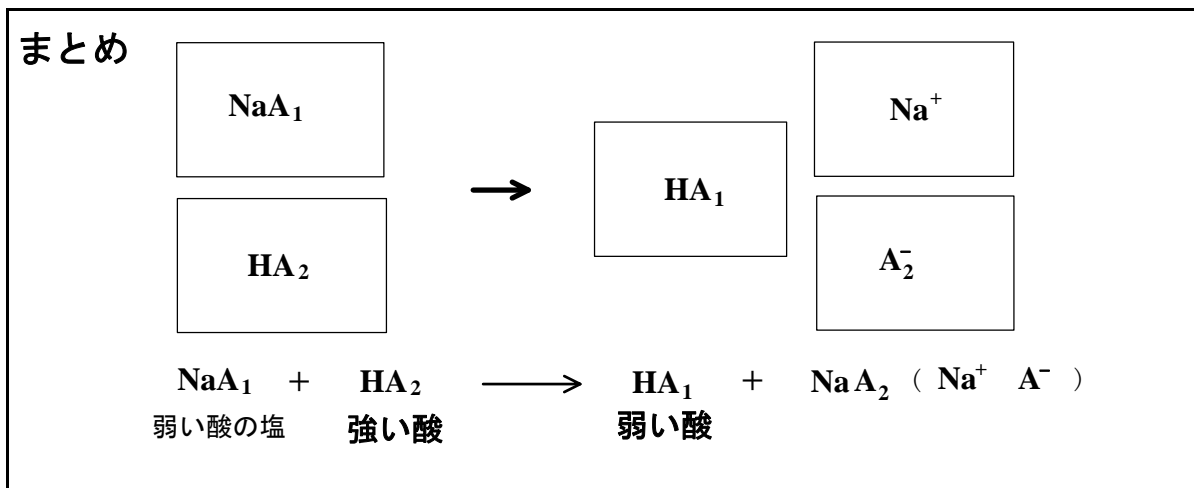 まとめ
NaA₁
Na⁺
HA₁
HA₂
A₂⁻
NaA₁ + HA₂ ⟶ HA₁ + NaA₂ ( Na⁺ A⁻ )
弱い酸の塩 強い酸 弱い酸